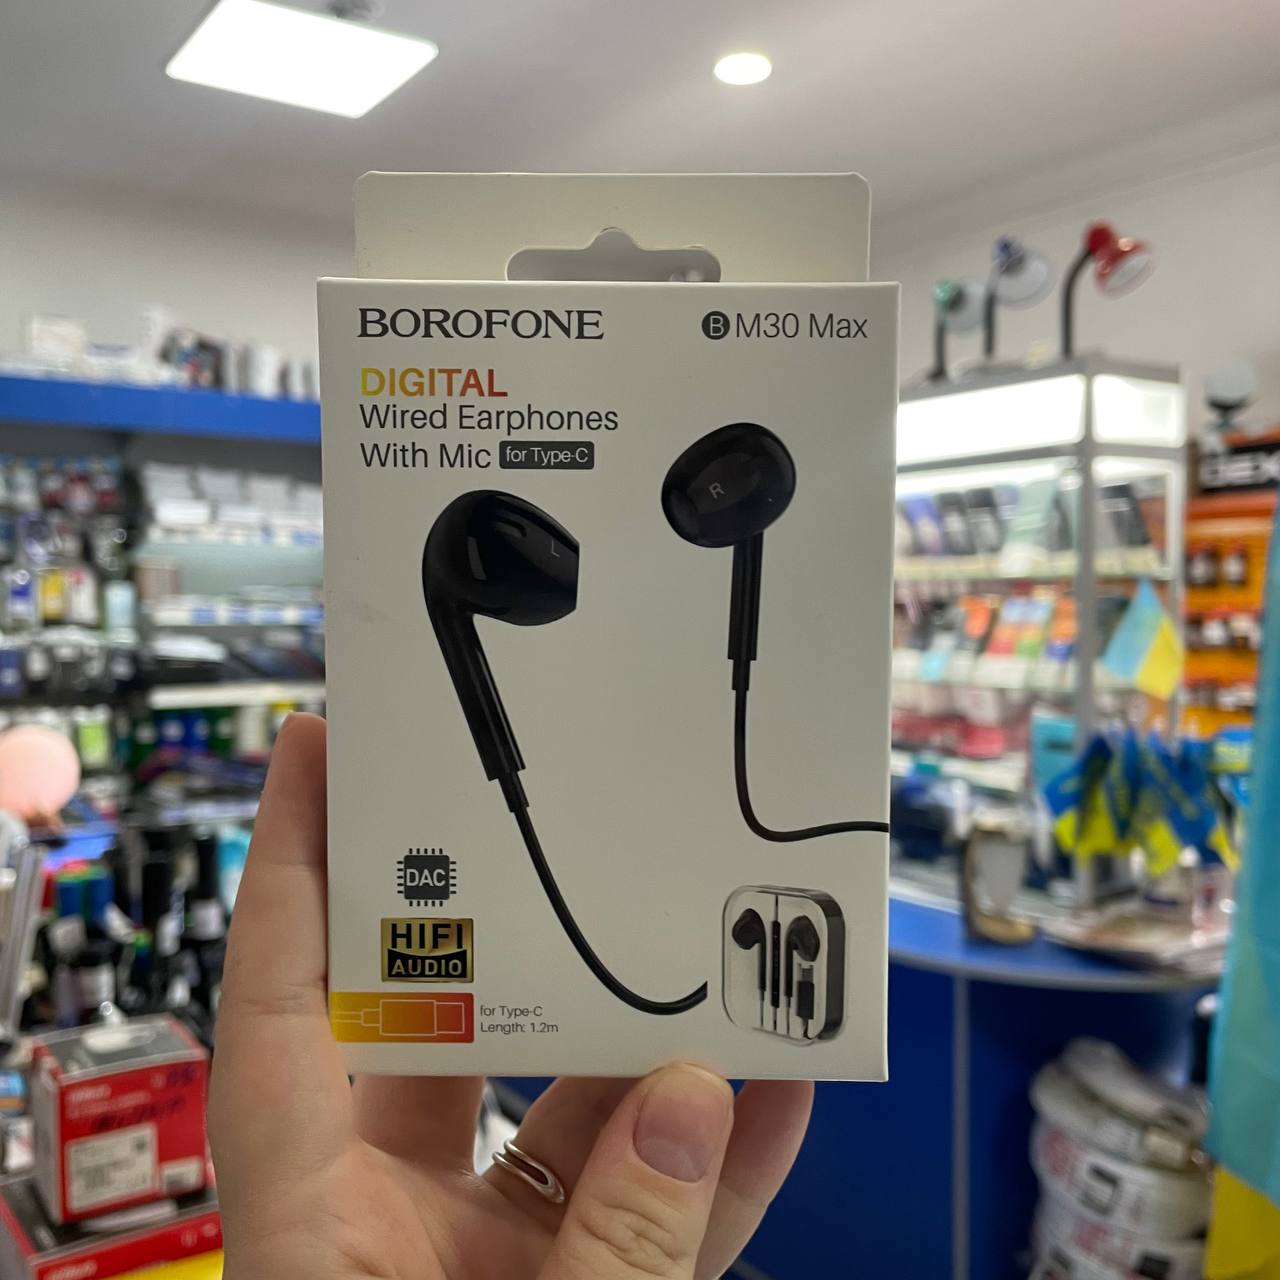 BOROFONE
B M30 Max
DIGITAL
Wired Earphones
With Mic for Type-C
R
L
DAC
HIFI
AUDIO
for Type-C
Length: 1.2m